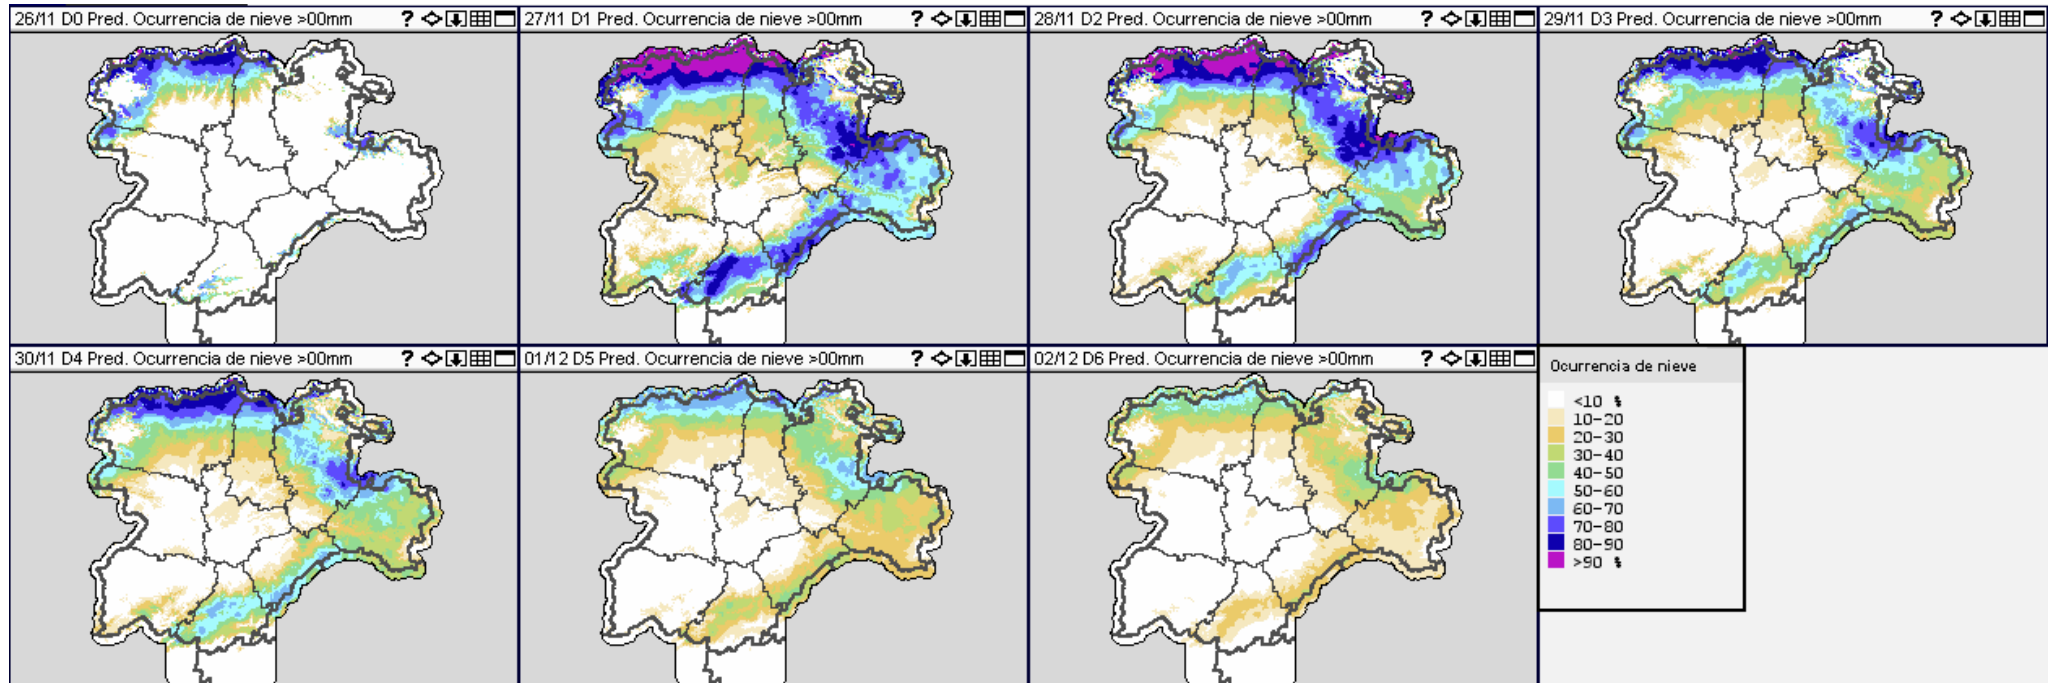 26/11 D0 Pred. Ocurrencia de nieve >00mm ?
27/11 D1 Pred. Ocurrencia de nieve >00mm ?
28/11 D2 Pred. Ocurrencia de nieve >00mm ?
29/11 D3 Pred. Ocurrencia de nieve >00mm ?
30/11 D4 Pred. Ocurrencia de nieve >00mm ?
01/12 D5 Pred. Ocurrencia de nieve >00mm ?
02/12 D6 Pred. Ocurrencia de nieve >00mm ?
Ocurrencia de nieve
<10 %
10-20
20-30
30-40
40-50
50-60
60-70
70-80
80-90
>90 %